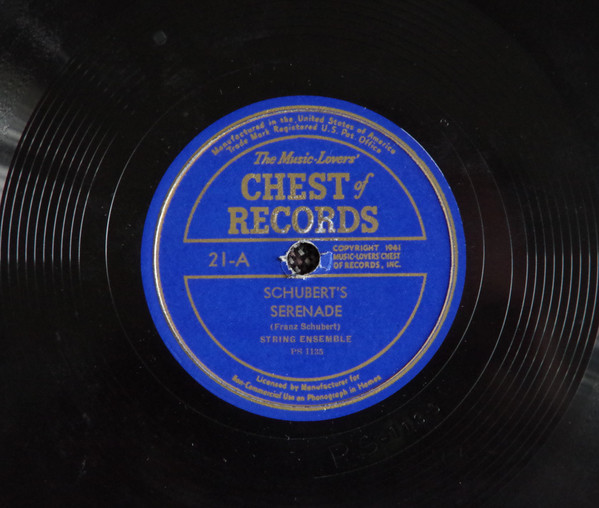 Manufactured in the United States of America
Trade Mark Registered U.S. Pat. Office
The Music-Lovers'
CHEST of
RECORDS
21-A
COPYRIGHT 1941
MUSIC-LOVERS' CHEST
OF RECORDS, INC.
SCHUBERT'S
SERENADE
(Franz Schubert)
STRING ENSEMBLE
PS 1135
Licensed by Manufacturer for
Non-Commercial Use on Phonograph in Homes